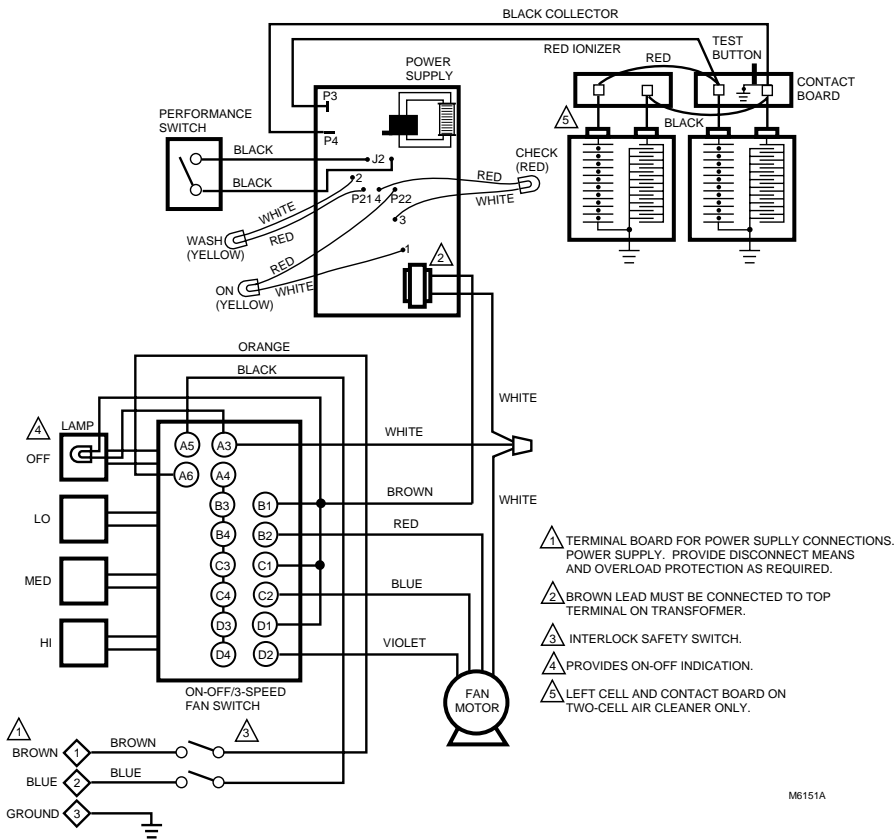 BLACK COLLECTOR
RED IONIZER
RED
TEST
BUTTON
CONTACT
BOARD
POWER
SUPPLY
P3
P4
PERFORMANCE
SWITCH
BLACK
BLACK
J2
2
P21
4
P22
3
1
BLACK
5
CHECK
(RED)
RED
WHITE
WHITE
RED
WASH
(YELLOW)
RED
WHITE
ON
(YELLOW)
2
ORANGE
BLACK
WHITE
4
LAMP
OFF
LO
MED
HI
A5
A3
A6
A4
B3
B1
B4
B2
C3
C1
C4
C2
D3
D1
D4
D2
WHITE
BROWN
WHITE
RED
BLUE
VIOLET
FAN
MOTOR
ON-OFF/3-SPEED
FAN SWITCH
1
BROWN
1
BROWN
3
BLUE
2
BLUE
GROUND
3
1 TERMINAL BOARD FOR POWER SUPLLY CONNECTIONS.
POWER SUPPLY. PROVIDE DISCONNECT MEANS
AND OVERLOAD PROTECTION AS REQUIRED.
2 BROWN LEAD MUST BE CONNECTED TO TOP
TERMINAL ON TRANSFOFMER.
3 INTERLOCK SAFETY SWITCH.
4 PROVIDES ON-OFF INDICATION.
5 LEFT CELL AND CONTACT BOARD ON
TWO-CELL AIR CLEANER ONLY.
M6151A